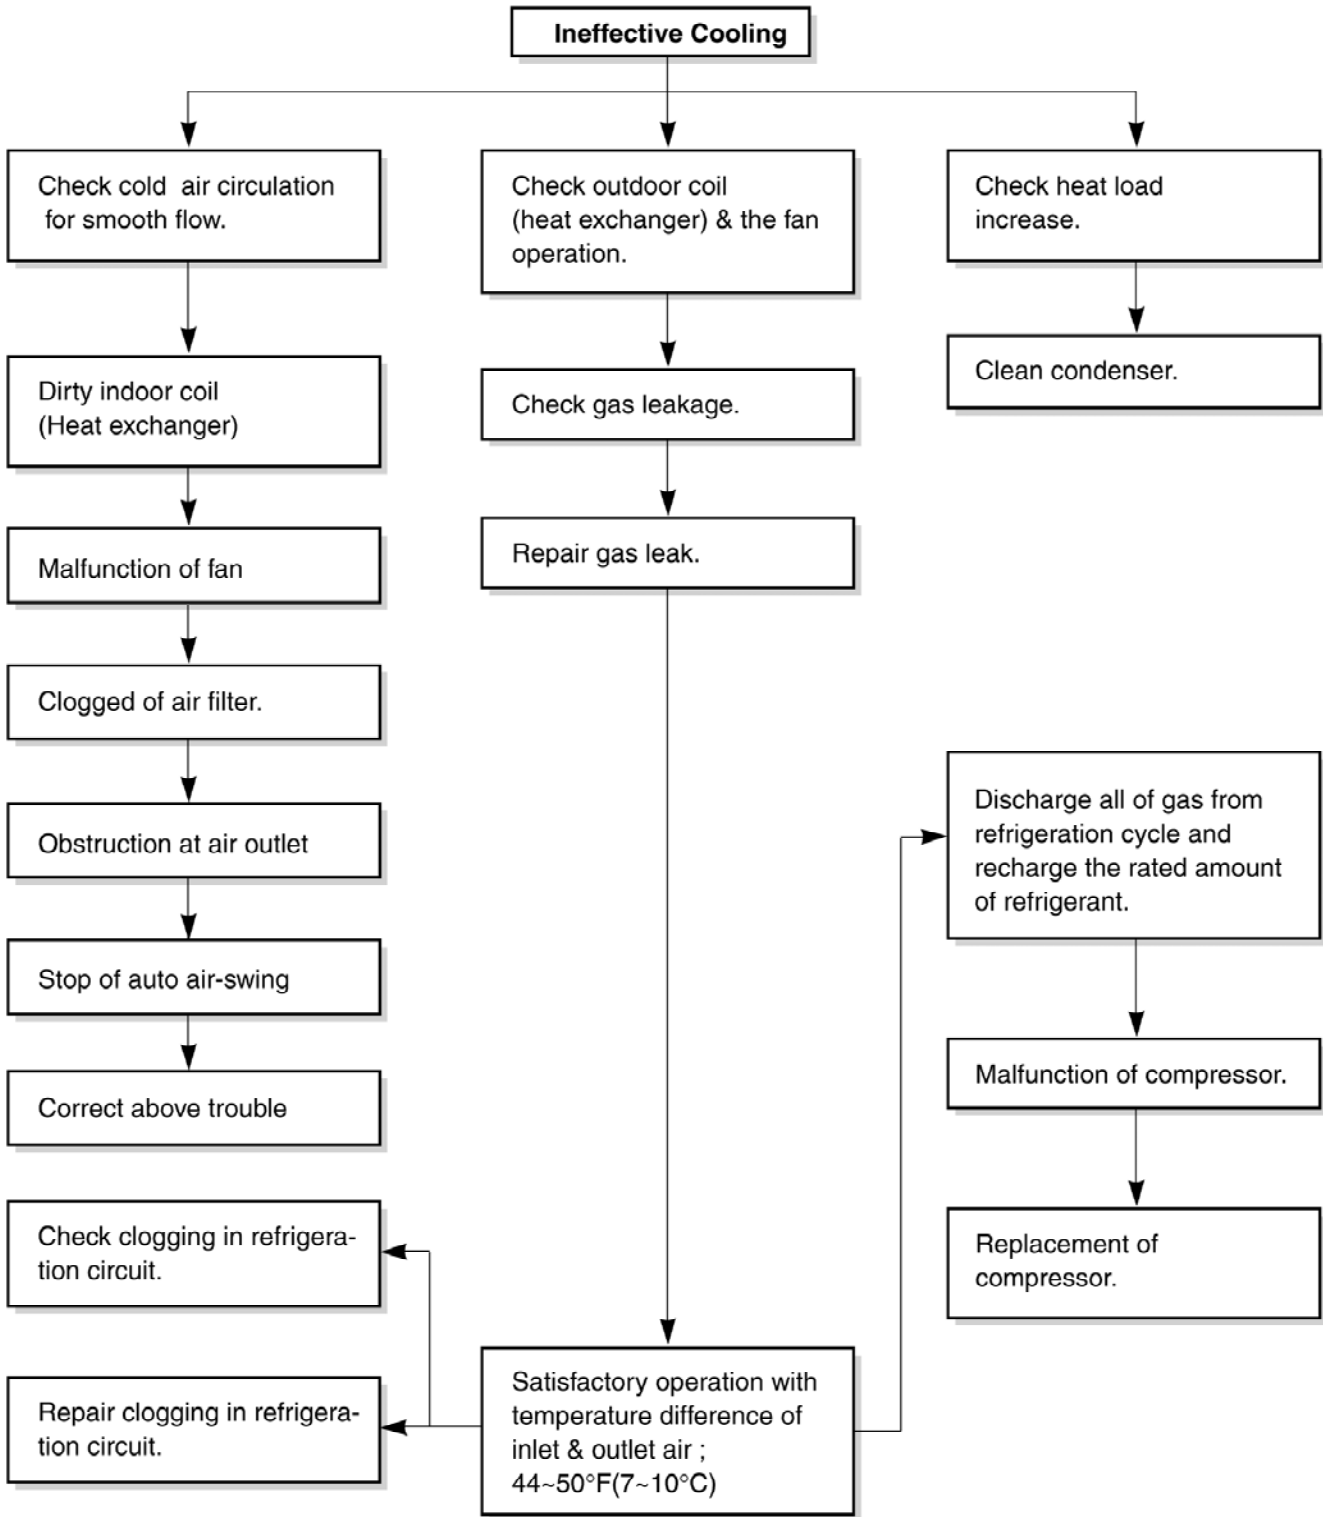 Ineffective Cooling
Check cold air circulation
for smooth flow.
Dirty indoor coil
(Heat exchanger)
Malfunction of fan
Clogged of air filter.
Obstruction at air outlet
Stop of auto air-swing
Correct above trouble
Check outdoor coil
(heat exchanger) & the fan
operation.
Check gas leakage.
Repair gas leak.
Satisfactory operation with
temperature difference of
inlet & outlet air ;
44~50°F(7~10°C)
Check clogging in refrigera-
tion circuit.
Repair clogging in refrigera-
tion circuit.
Discharge all of gas from
refrigeration cycle and
recharge the rated amount
of refrigerant.
Malfunction of compressor.
Replacement of
compressor.
Check heat load
increase.
Clean condenser.